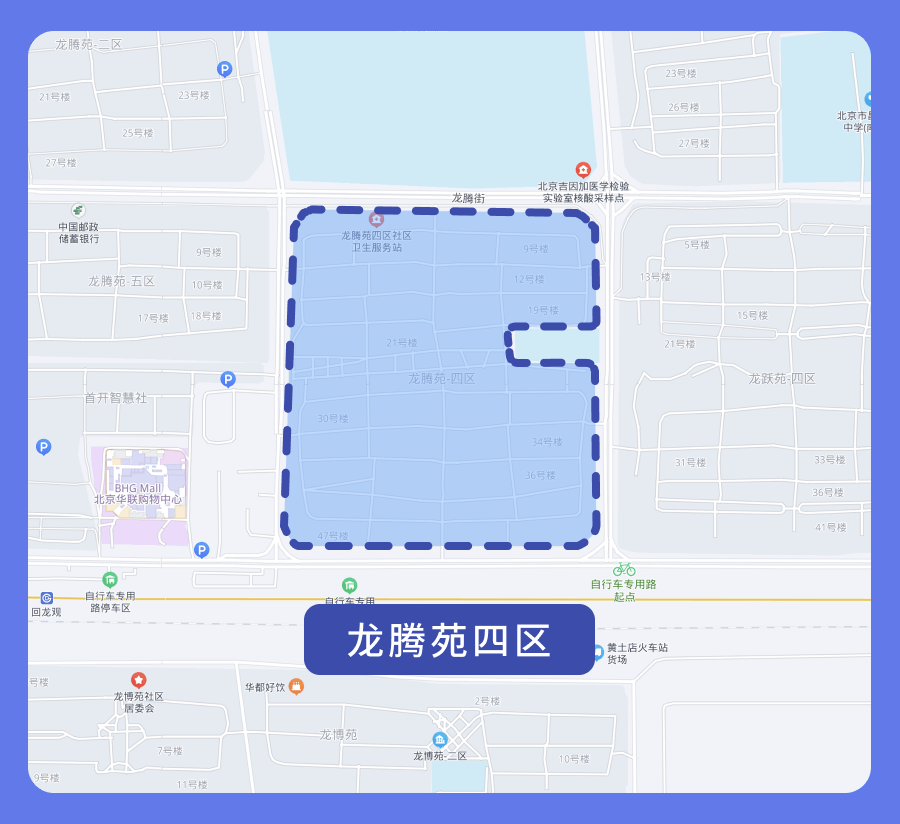 龙腾苑-二区
P
21号楼
23号楼
25号楼
27号楼
23号楼
26号楼
27号楼
北京市
中学(
北京吉因加医学检验
实验室核酸采样点
龙腾街
中国邮政
储蓄银行
龙腾苑四区社区
卫生服务站
9号楼
9号楼
5号楼
龙腾苑-五区
10号楼
12号楼
13号楼
17号楼
18号楼
19号楼
15号楼
21号楼
21号楼
P
龙腾苑-四区
龙跃苑-四区
首开智慧社
30号楼
P
34号楼
31号楼
33号楼
BHG Mall
北京华联购物中心
36号楼
36号楼
47号楼
41号楼
P
自行车专用
路停车区
自行车专用
自行车专用路
起点
回龙观
龙腾苑四区
黄土店火车站
货场
号楼
龙博苑社区
居委会
华都好饮
2号楼
龙博苑
7号楼
龙博苑-二区
10号楼
9号楼
11号楼